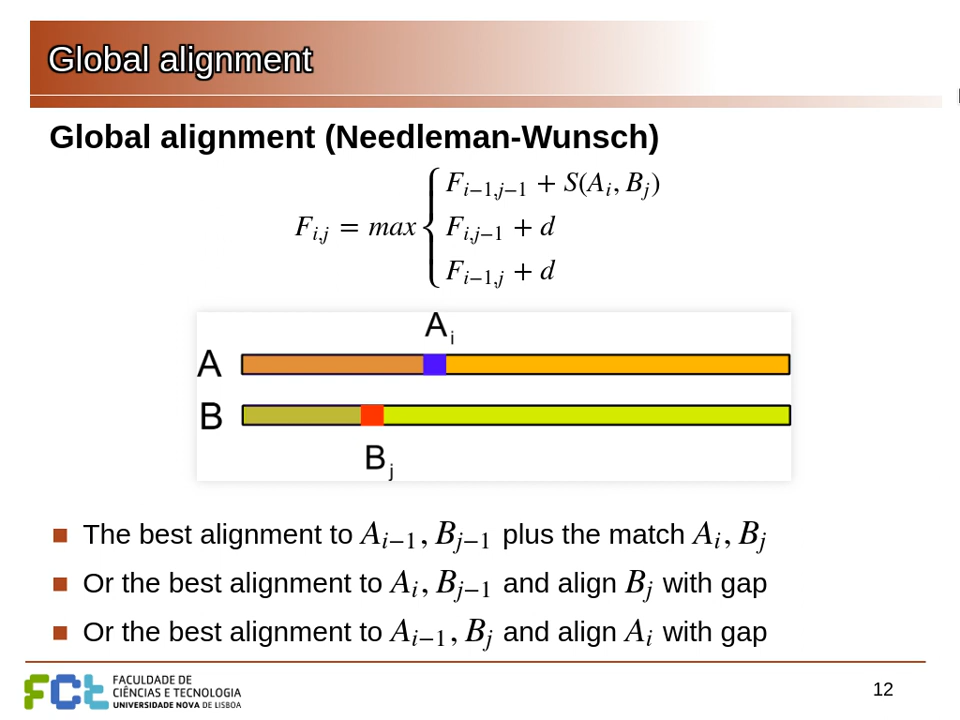 Global alignment
Global alignment (Needleman-Wunsch)
F_{i,j} = max { F_{i−1,j−1} + S(A_i, B_j)
F_{i,j−1} + d
F_{i−1,j} + d
A_i
A
B
B_j
■ The best alignment to A_{i−1}, B_{j−1} plus the match A_i, B_j
■ Or the best alignment to A_i, B_{j−1} and align B_j with gap
■ Or the best alignment to A_{i−1}, B_j and align A_i with gap
FCt
FACULDADE DE
CIÊNCIAS E TECNOLOGIA
UNIVERSIDADE NOVA DE LISBOA
12